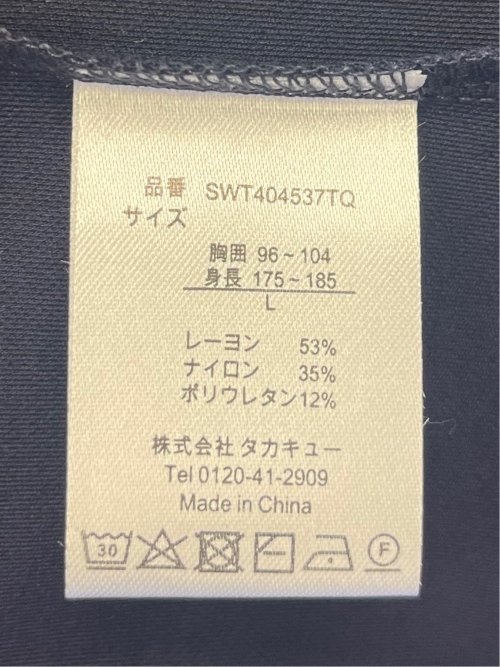 品番 SWT404537TQ
サイズ
胸囲 96~104
身長 175~185
L
レーヨン 53%
ナイロン 35%
ポリウレタン12%
株式会社 タカキュー
Tel 0120-41-2909
Made in China
30 F